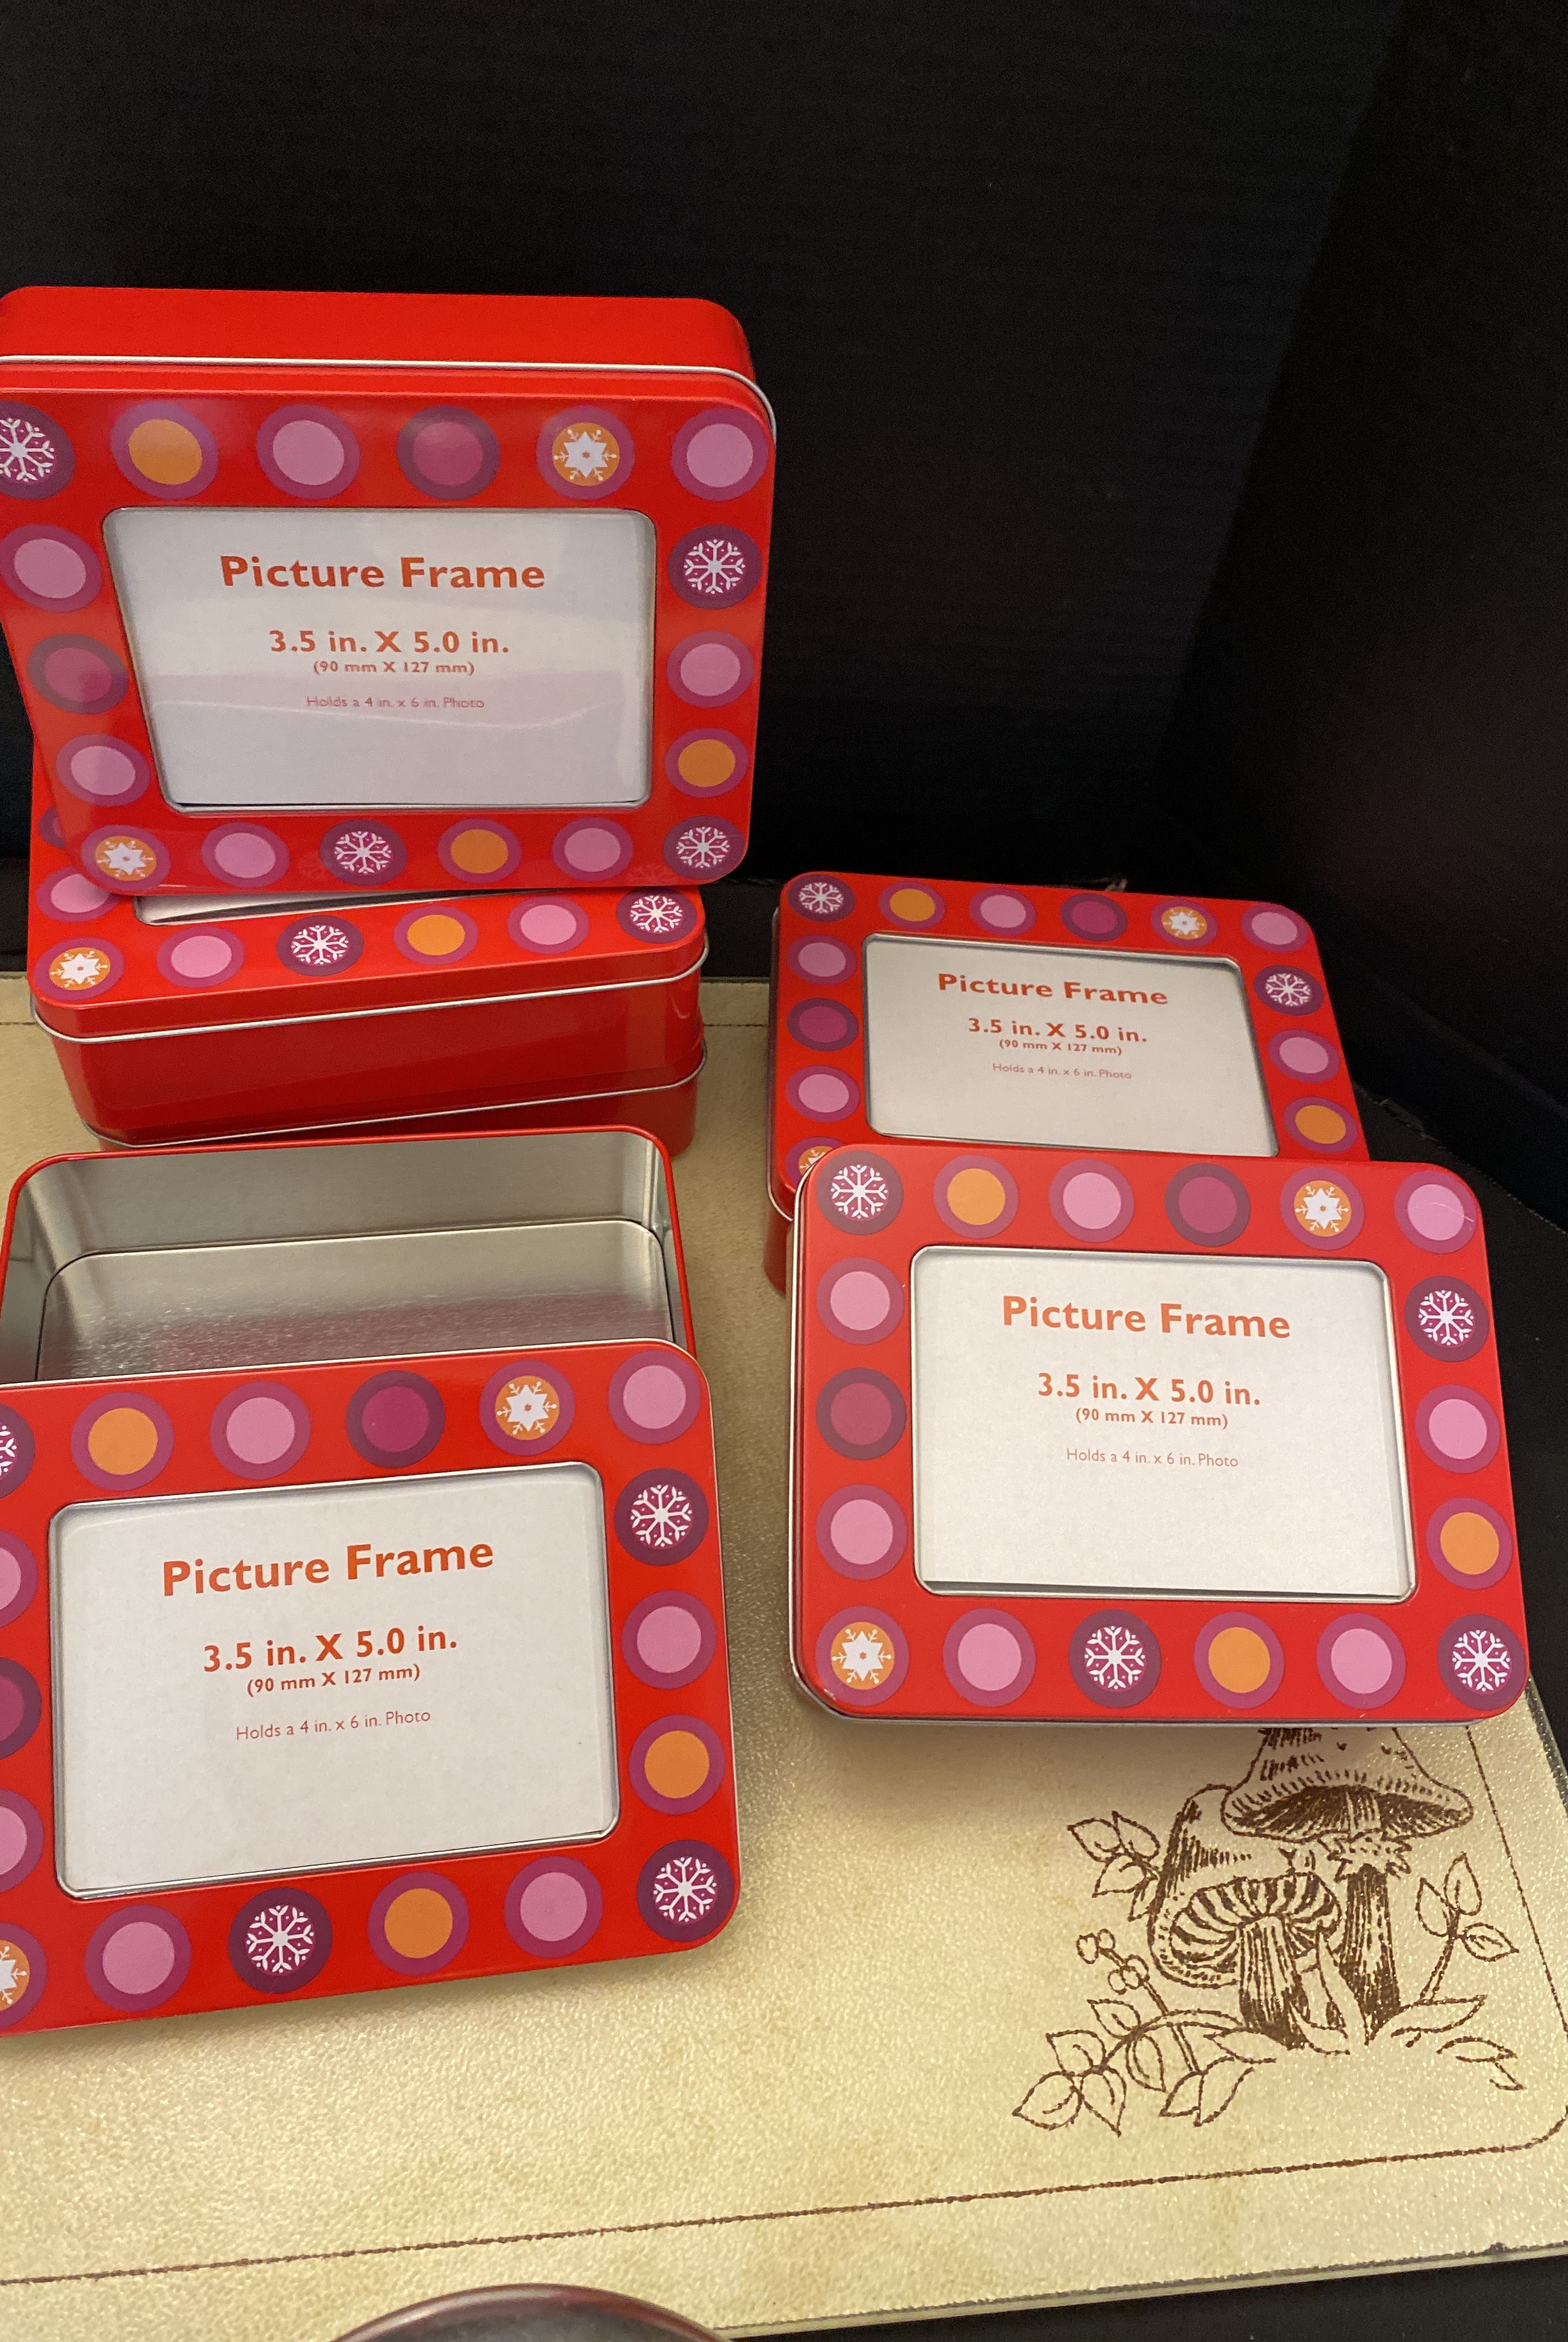 Picture Frame
3.5 in. X 5.0 in.
(90 mm X 127 mm)
Holds a 4 in. x 6 in. Photo
Picture Frame
3.5 in. X 5.0 in.
(90 mm X 127 mm)
Holds a 4 in. x 6 in. Photo
Picture Frame
3.5 in. X 5.0 in.
(90 mm X 127 mm)
Holds a 4 in. x 6 in. Photo
Picture Frame
3.5 in. X 5.0 in.
(90 mm X 127 mm)
Holds a 4 in. x 6 in. Photo